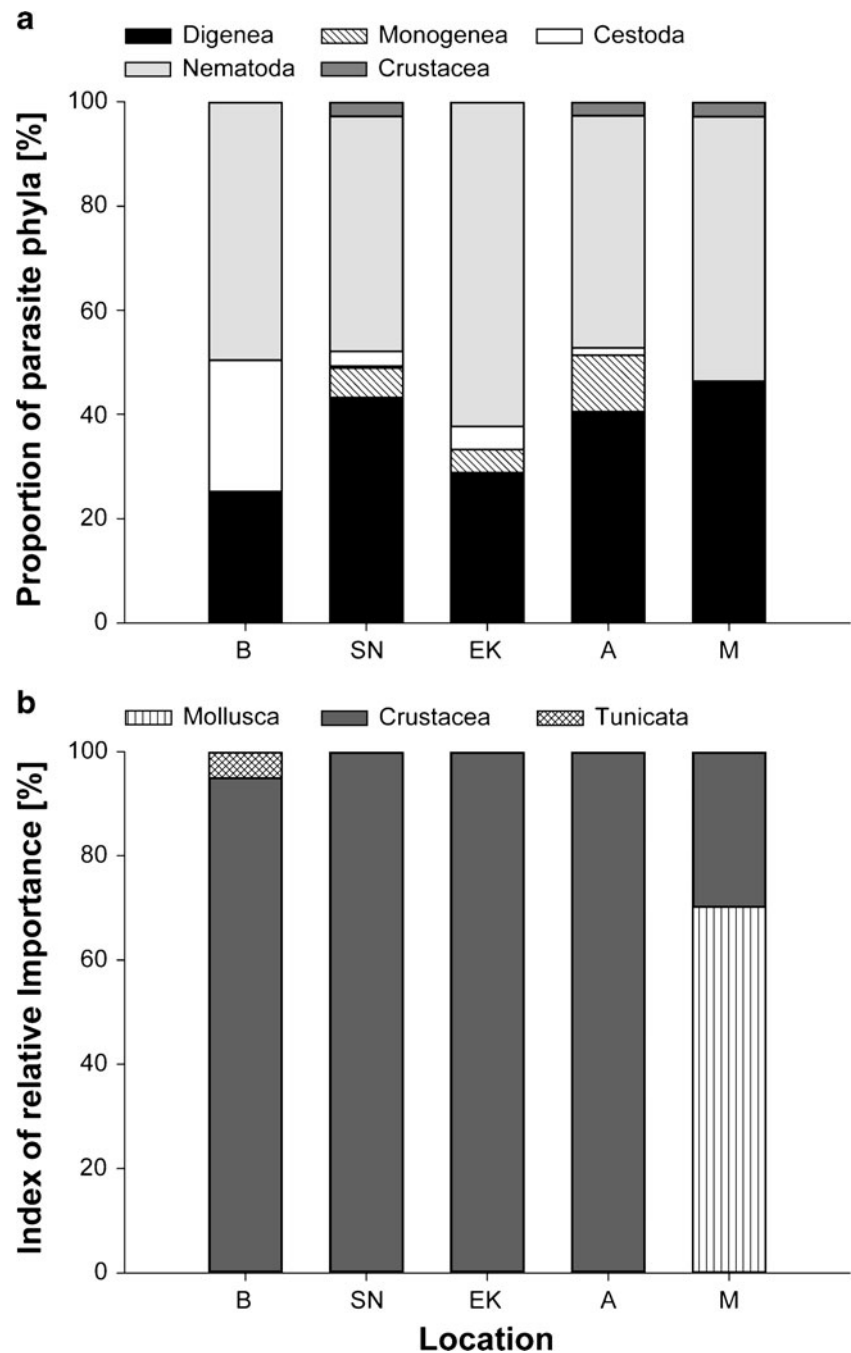 a
Digenea Monogenea Cestoda
Nematoda Crustacea
Proportion of parasite phyla [%]
100
80
60
40
20
0
B SN EK A M
b
Mollusca Crustacea Tunicata
Index of relative Importance [%]
100
80
60
40
20
0
B SN EK A M
Location